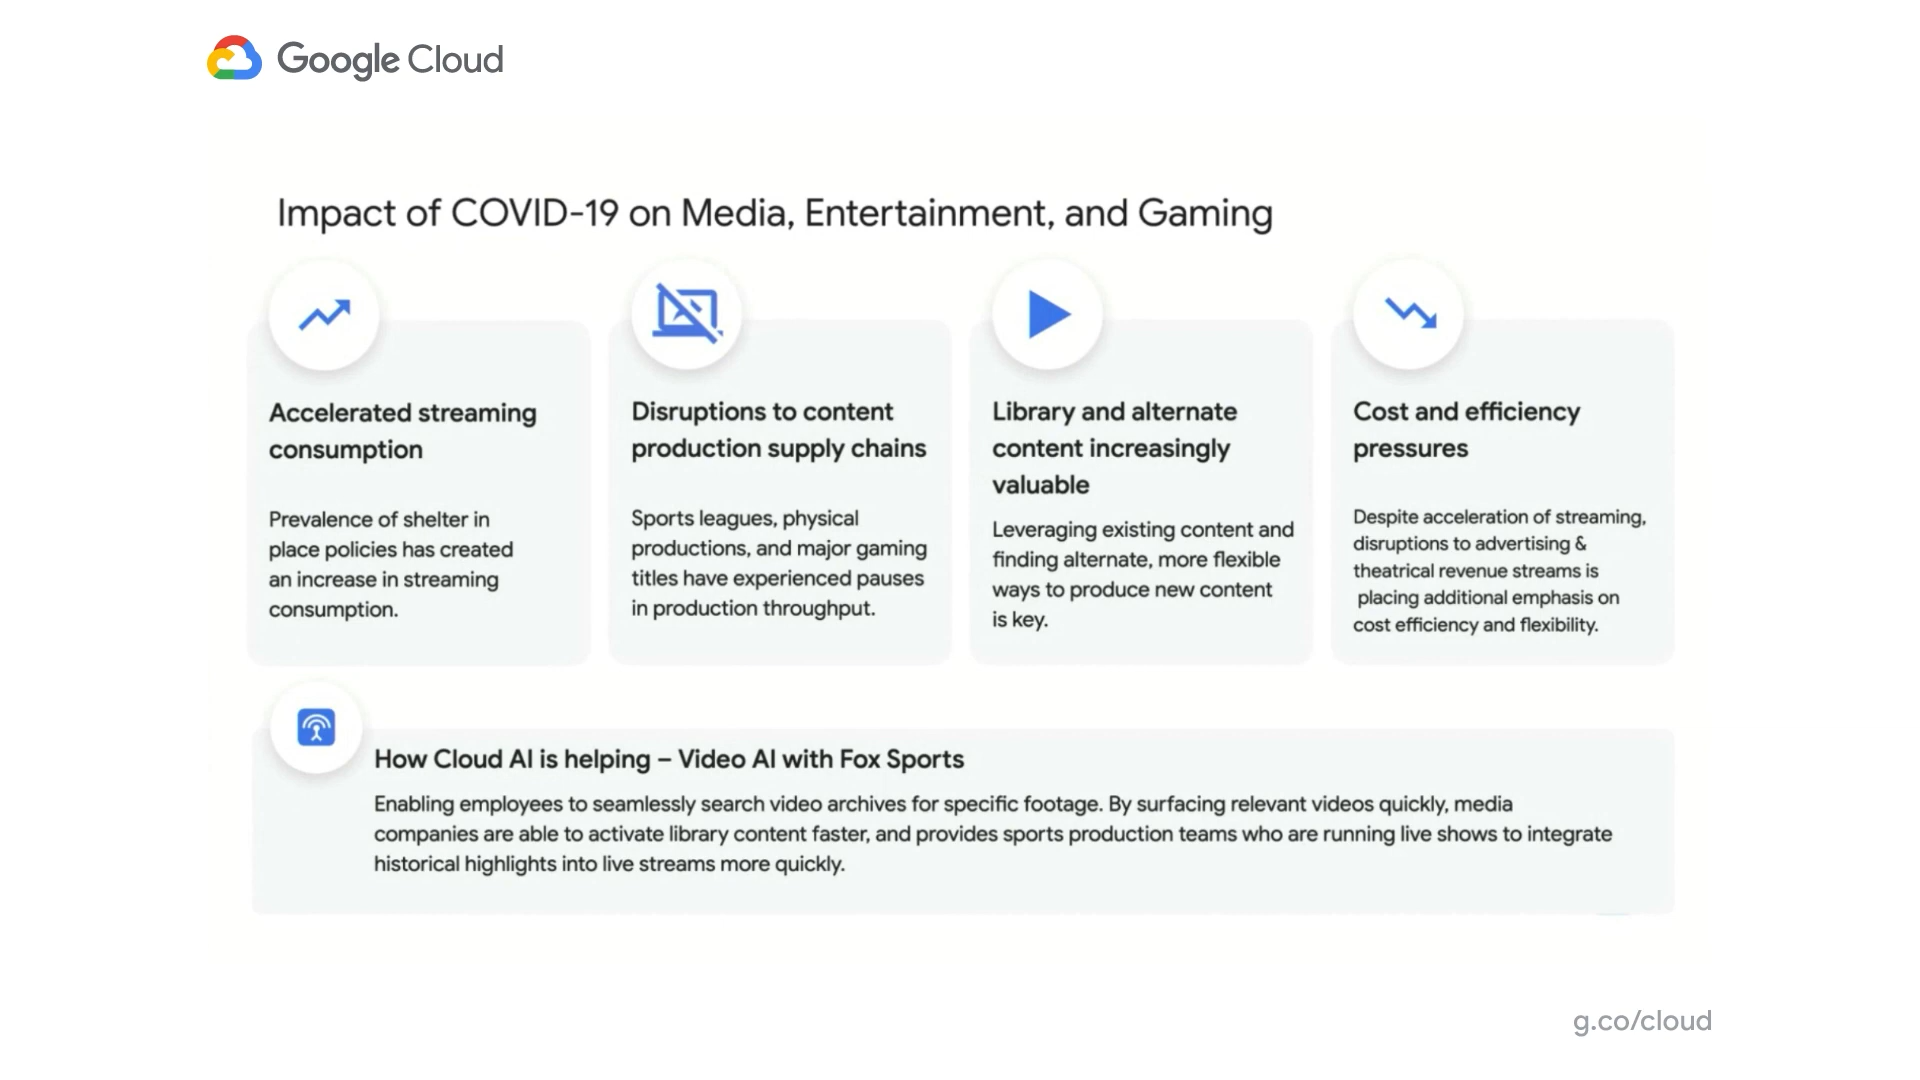 Google Cloud
Impact of COVID-19 on Media, Entertainment, and Gaming
Accelerated streaming
consumption
Prevalence of shelter in
place policies has created
an increase in streaming
consumption.
Disruptions to content
production supply chains
Sports leagues, physical
productions, and major gaming
titles have experienced pauses
in production throughput.
Library and alternate
content increasingly
valuable
Leveraging existing content and
finding alternate, more flexible
ways to produce new content
is key.
Cost and efficiency
pressures
Despite acceleration of streaming,
disruptions to advertising &
theatrical revenue streams is
placing additional emphasis on
cost efficiency and flexibility.
How Cloud AI is helping – Video AI with Fox Sports
Enabling employees to seamlessly search video archives for specific footage. By surfacing relevant videos quickly, media
companies are able to activate library content faster, and provides sports production teams who are running live shows to integrate
historical highlights into live streams more quickly.
g.co/cloud